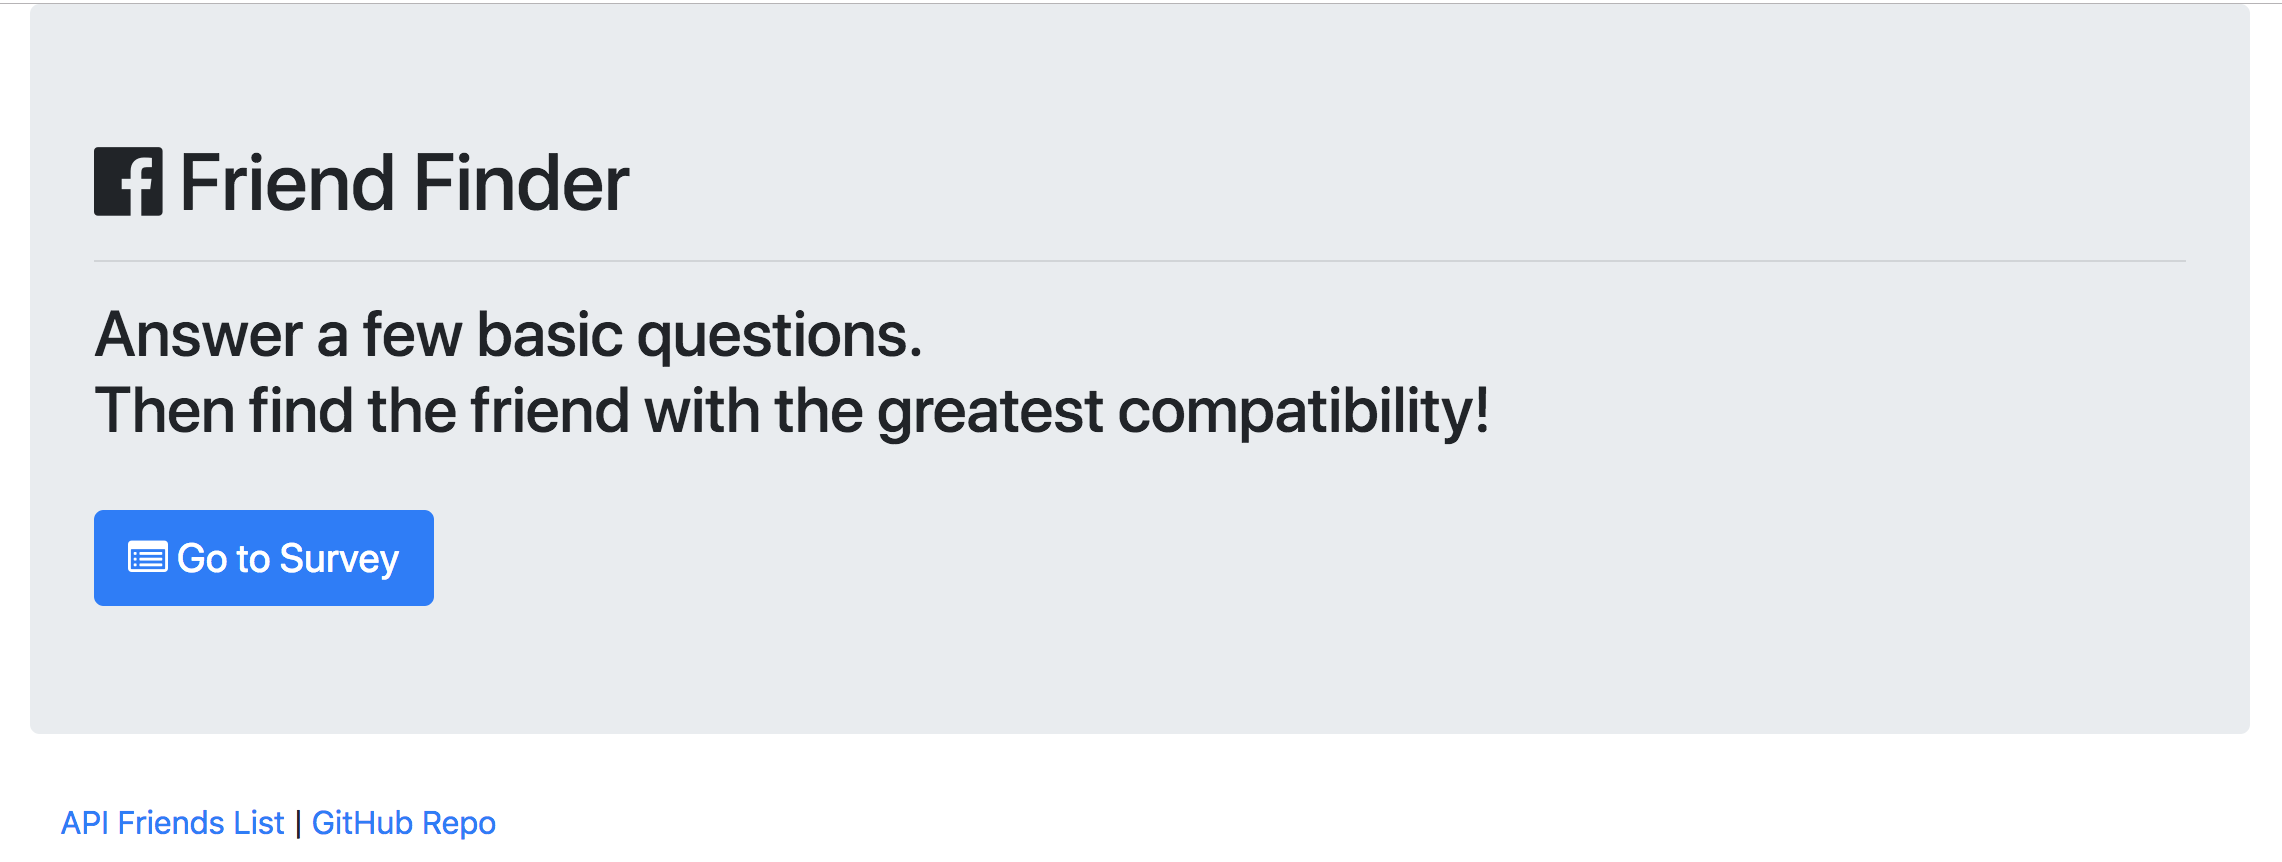 Friend Finder
Answer a few basic questions.
Then find the friend with the greatest compatibility!
Go to Survey
API Friends List | GitHub Repo